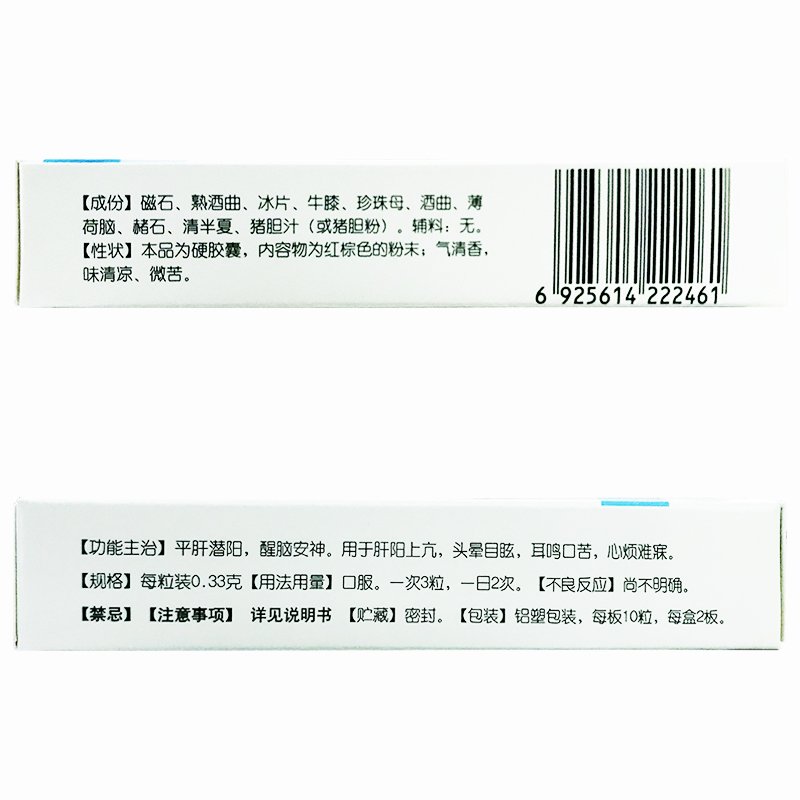 【成份】磁石、熟酒曲、冰片、牛膝、珍珠母、酒曲、薄
荷脑、赭石、清半夏、猪胆汁（或猪胆粉）。辅料：无。
【性状】本品为硬胶囊，内容物为红棕色的粉末；气清香，
味清凉、微苦。
6 925614 222461
【功能主治】平肝潜阳，醒脑安神。用于肝阳上亢，头晕目眩，耳鸣口苦，心烦难寐。
【规格】每粒装0.33克【用法用量】口服。一次3粒，一日2次。【不良反应】尚不明确。
【禁忌】【注意事项】 详见说明书 【贮藏】密封。【包装】铝塑包装，每板10粒，每盒2板。